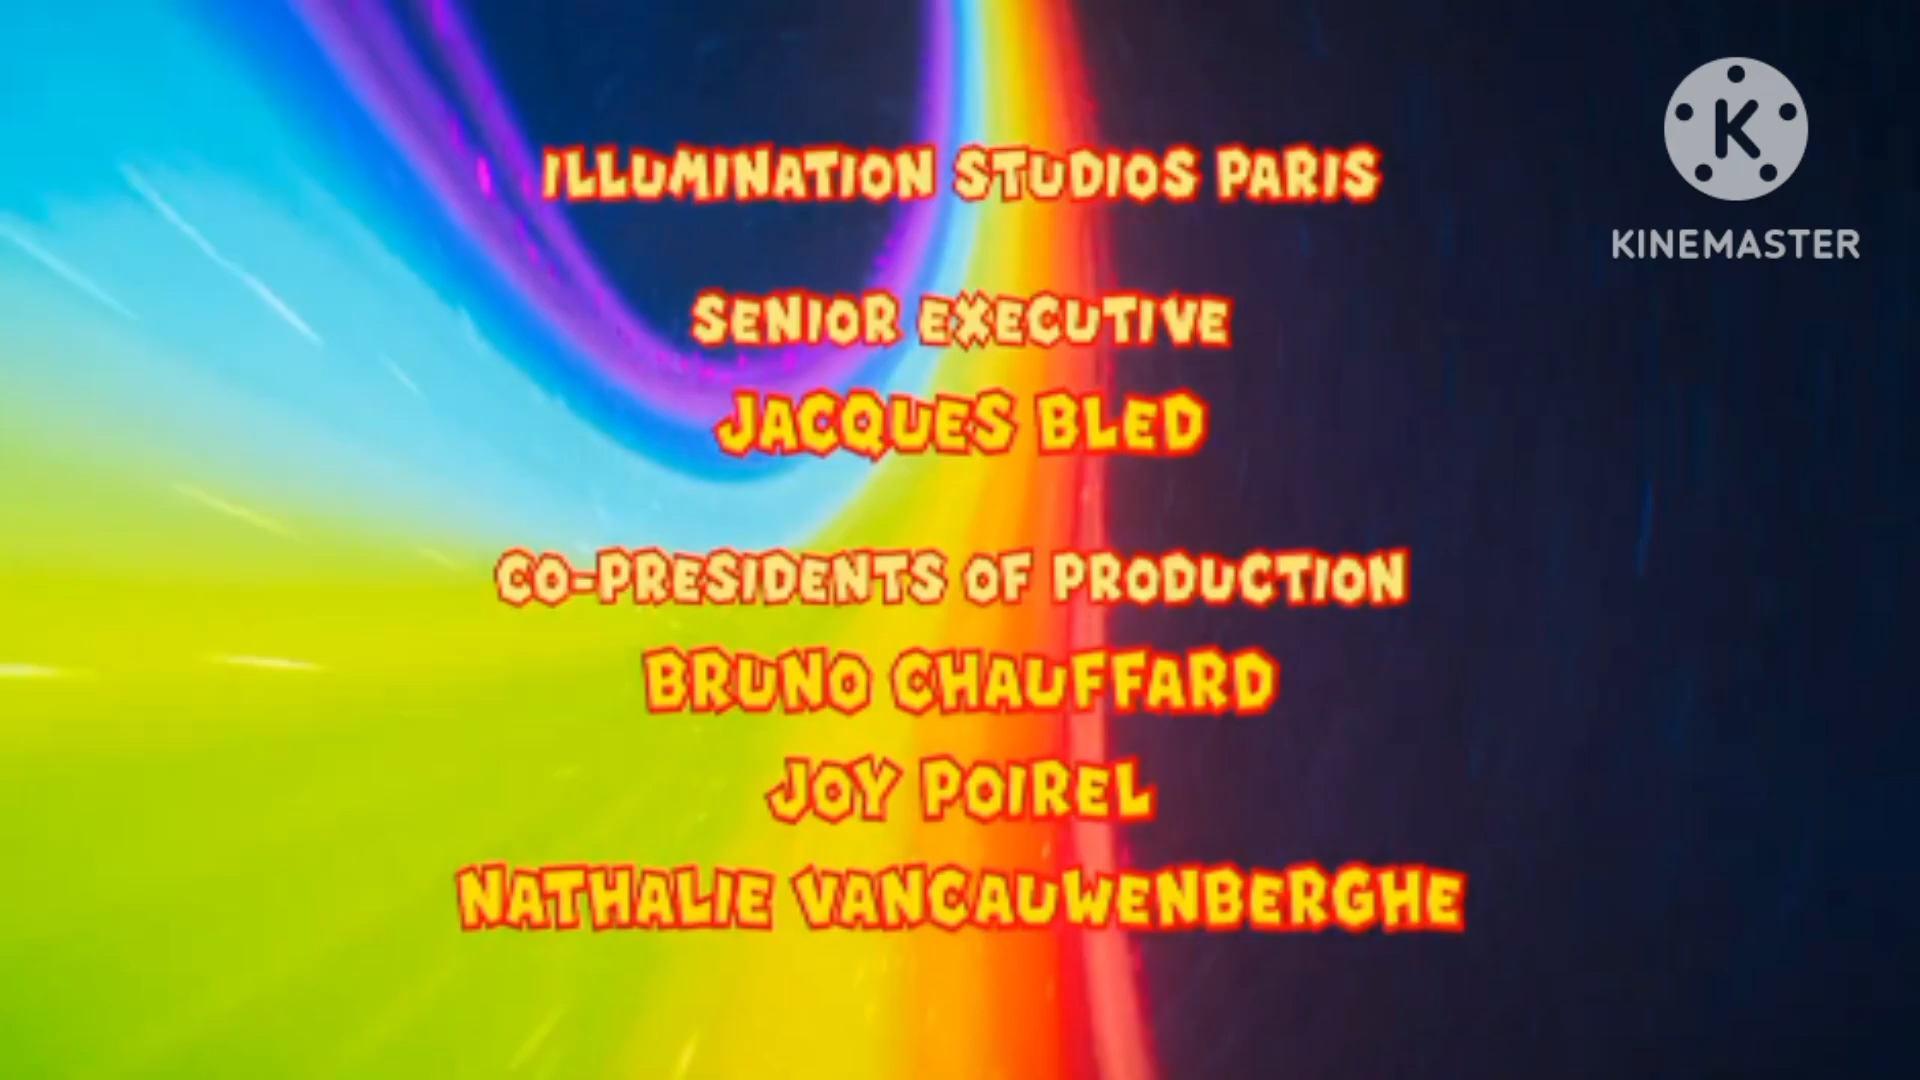 ILLUMINATION STUDIOS PARIS
SENIOR EXECUTIVE
JACQUES BLED
CO-PRESIDENTS OF PRODUCTION
BRUNO CHAUFFARD
JOY POIREL
NATHALIE VANCAUWENBERGHE
K
KINEMASTER